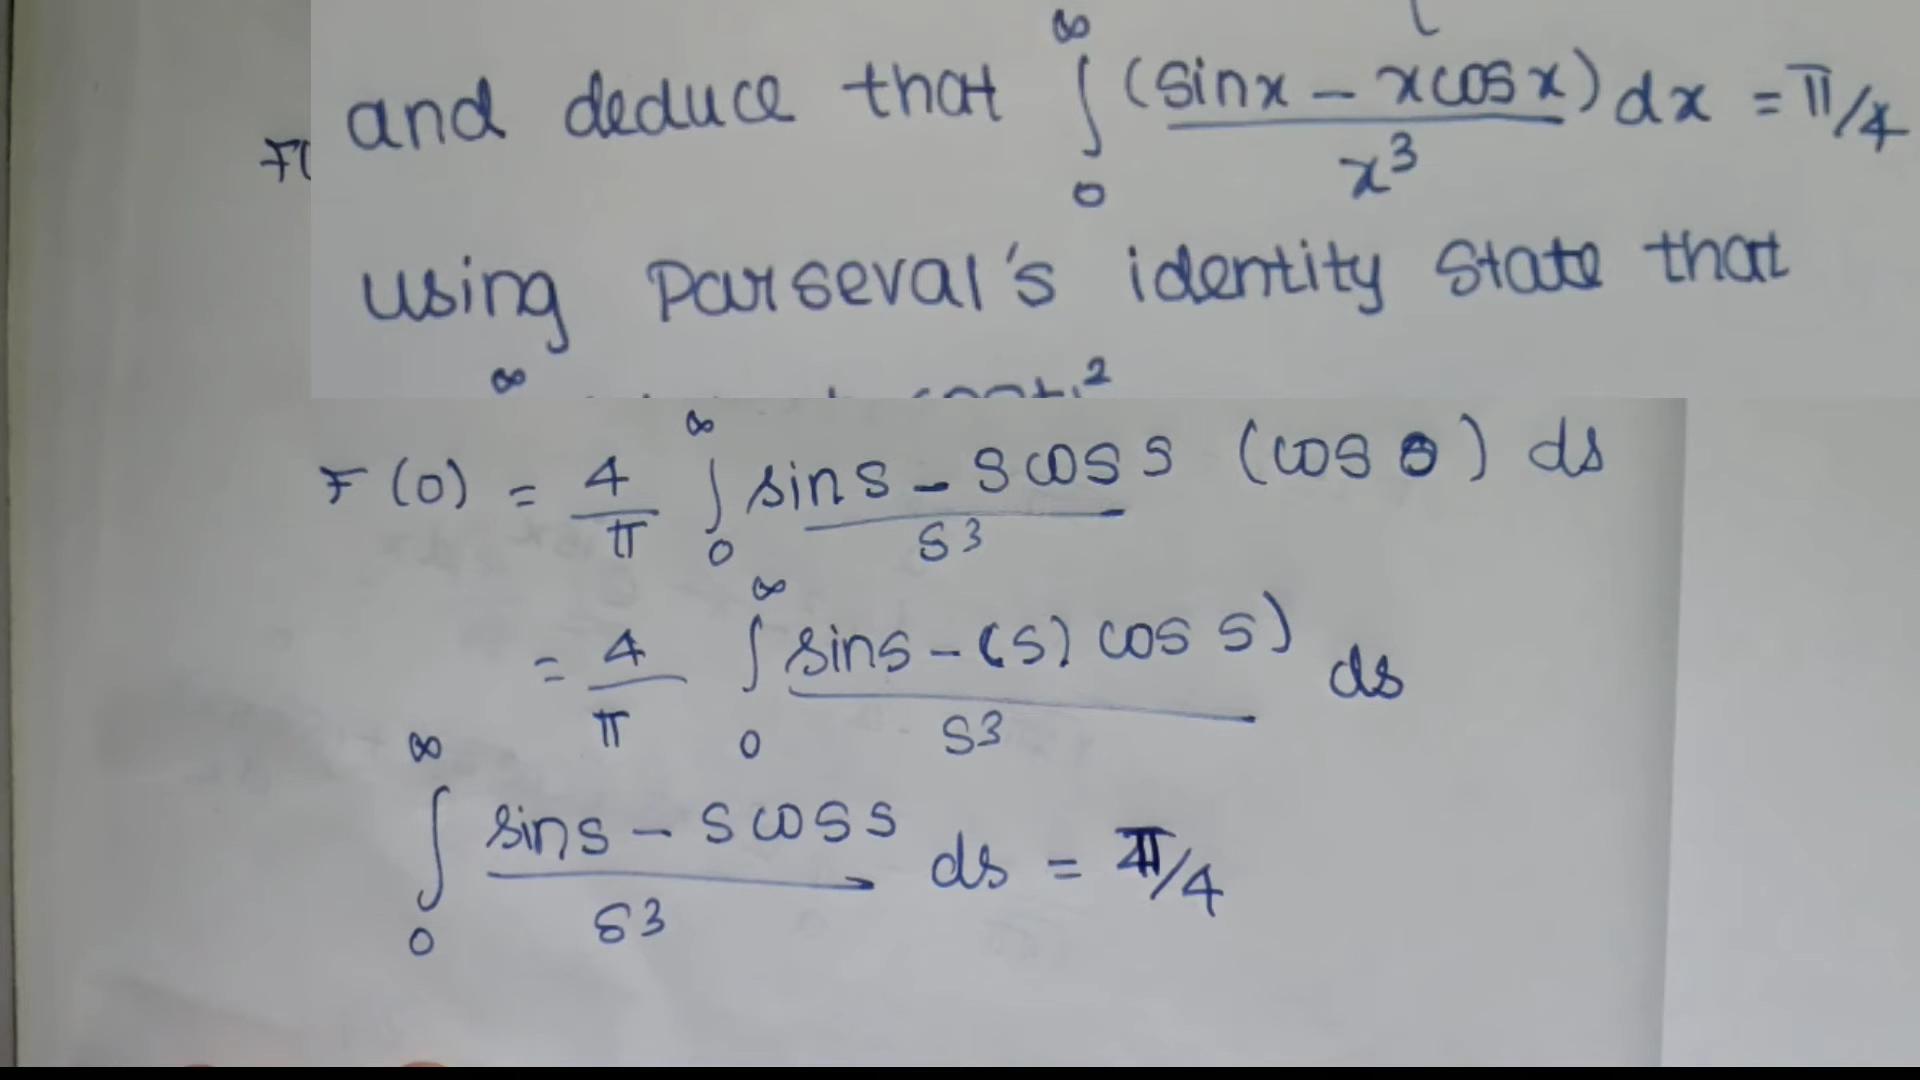 and deduce that ∫₀^∞ (sinx – xcosx)/x³ dx = π/4
F(
using Parseval's identity State that
∞ 2
F(0) = 4/π ∫₀^∞ sins – scoss/s³ (cos 0) ds
= 4/π ∫₀^∞ sins – (s) cos s)/s³ ds
∫₀^∞ sins – scoss/s³ ds = π/4